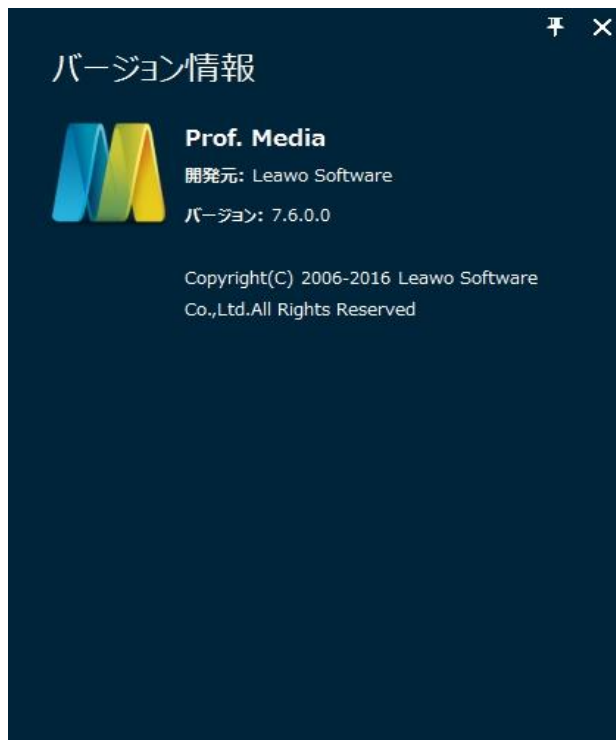 バージョン情報
Prof. Media
開発元: Leawo Software
バージョン: 7.6.0.0
Copyright(C) 2006-2016 Leawo Software
Co.,Ltd.All Rights Reserved